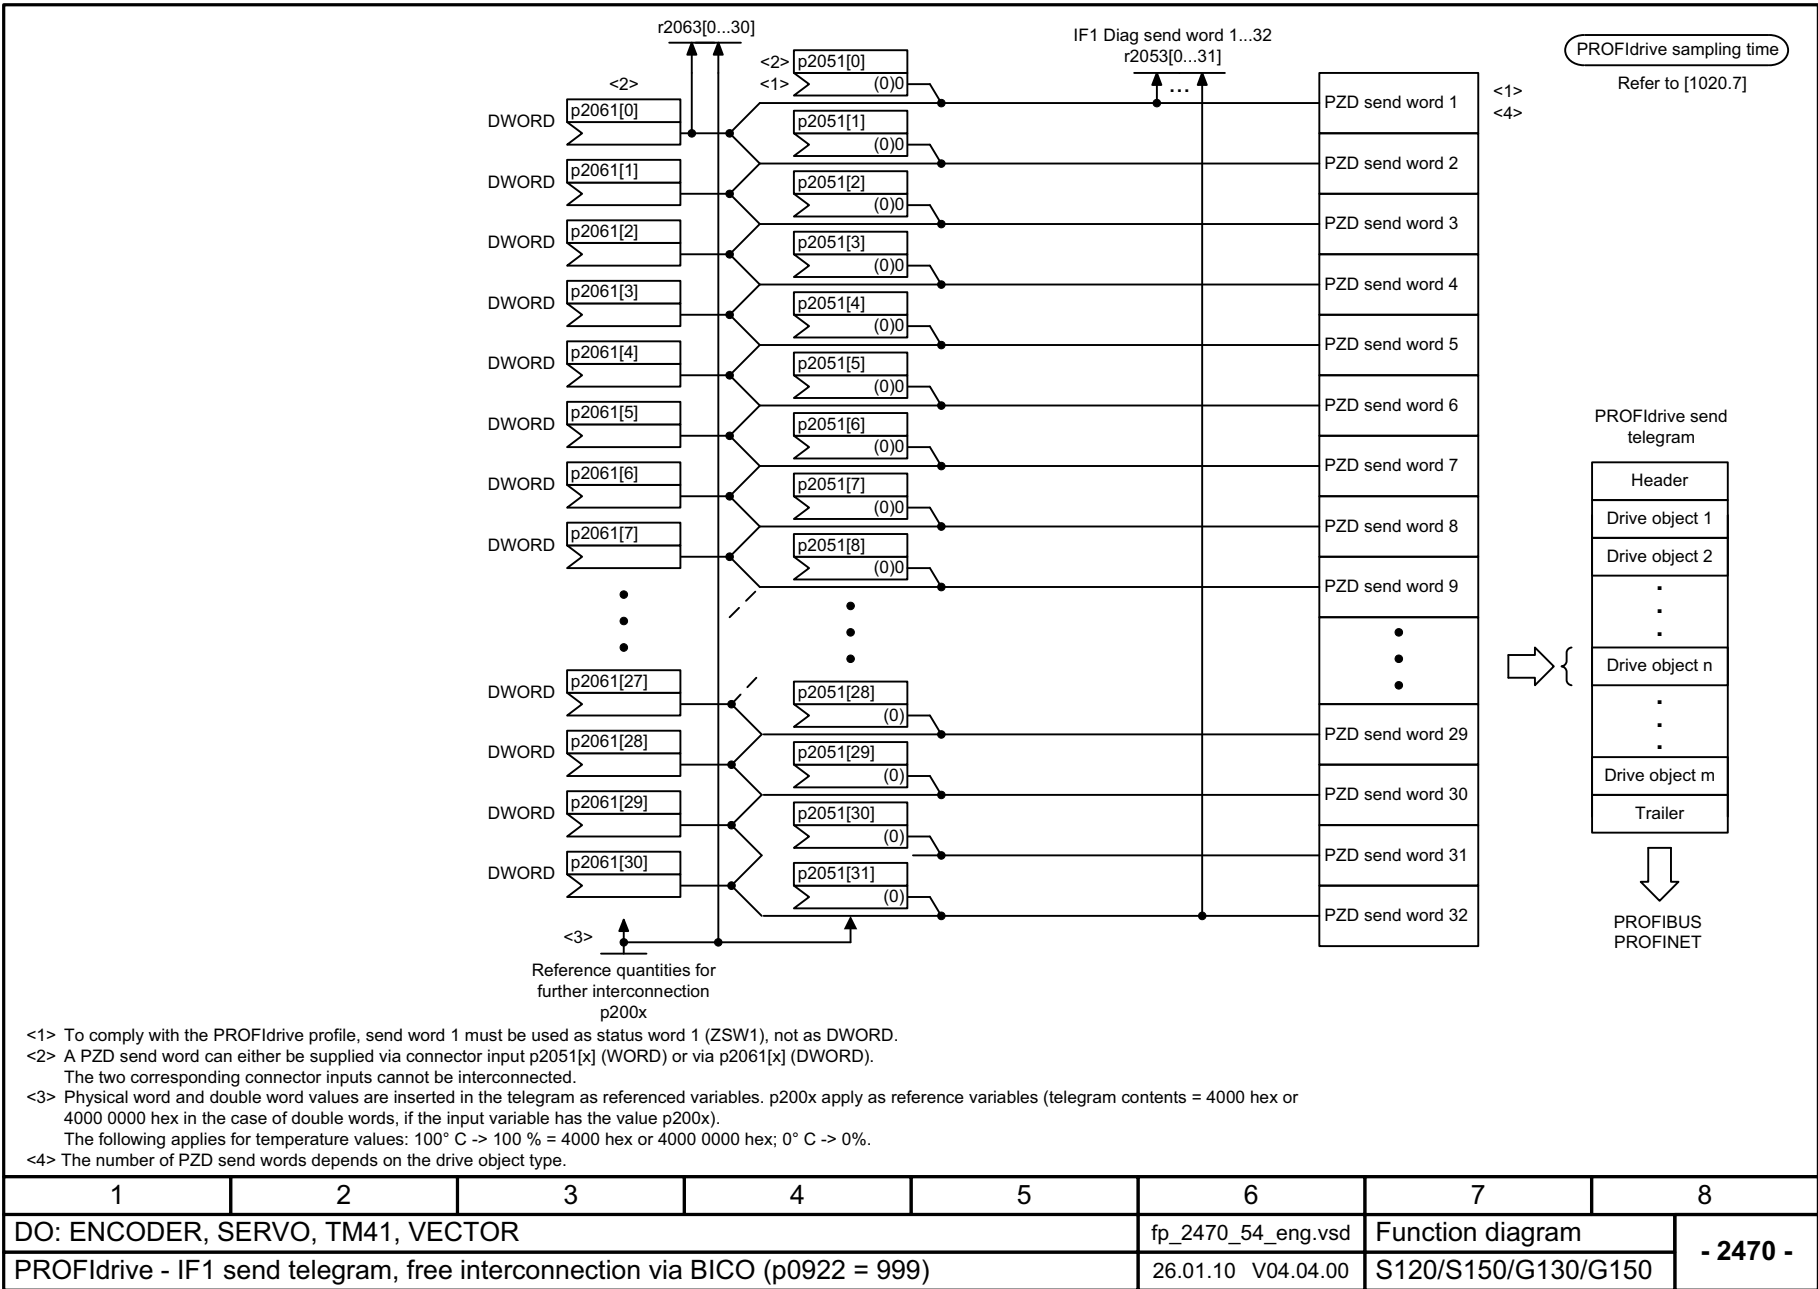 r2063[0...30]
IF1 Diag send word 1...32
r2053[0...31]
PROFIdrive sampling time
Refer to [1020.7]
<2>
<2> p2051[0]
<1> (0)0
DWORD p2061[0]
PZD send word 1
<1>
<4>
p2051[1]
(0)0
DWORD p2061[1]
PZD send word 2
p2051[2]
(0)0
DWORD p2061[2]
PZD send word 3
p2051[3]
(0)0
DWORD p2061[3]
PZD send word 4
p2051[4]
(0)0
DWORD p2061[4]
PZD send word 5
p2051[5]
(0)0
DWORD p2061[5]
PZD send word 6
p2051[6]
(0)0
DWORD p2061[6]
PZD send word 7
p2051[7]
(0)0
DWORD p2061[7]
PZD send word 8
p2051[8]
(0)0
PZD send word 9
DWORD p2061[27]
p2051[28]
(0)
PZD send word 29
DWORD p2061[28]
p2051[29]
(0)
PZD send word 30
DWORD p2061[29]
p2051[30]
(0)
PZD send word 31
DWORD p2061[30]
p2051[31]
(0)
PZD send word 32
<3>
Reference quantities for
further interconnection
p200x
PROFIdrive send
telegram
Header
Drive object 1
Drive object 2
Drive object n
Drive object m
Trailer
PROFIBUS
PROFINET
<1> To comply with the PROFIdrive profile, send word 1 must be used as status word 1 (ZSW1), not as DWORD.
<2> A PZD send word can either be supplied via connector input p2051[x] (WORD) or via p2061[x] (DWORD).
The two corresponding connector inputs cannot be interconnected.
<3> Physical word and double word values are inserted in the telegram as referenced variables. p200x apply as reference variables (telegram contents = 4000 hex or
4000 0000 hex in the case of double words, if the input variable has the value p200x).
The following applies for temperature values: 100° C -> 100 % = 4000 hex or 4000 0000 hex; 0° C -> 0%.
<4> The number of PZD send words depends on the drive object type.
1 2 3 4 5 6 7 8
DO: ENCODER, SERVO, TM41, VECTOR
fp_2470_54_eng.vsd
Function diagram
- 2470 -
PROFIdrive - IF1 send telegram, free interconnection via BICO (p0922 = 999)
26.01.10 V04.04.00
S120/S150/G130/G150